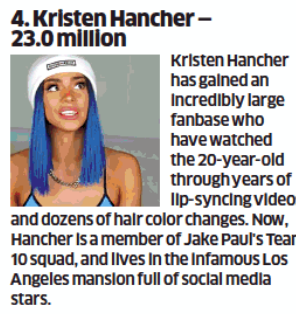 4. Kristen Hancher –
23.0 million
Kristen Hancher
has gained an
incredibly large
fanbase who
have watched
the 20-year-old
through years of
lip-syncing video
and dozens of hair color changes. Now,
Hancher is a member of Jake Paul's Tear
10 squad, and lives in the infamous Los
Angeles mansion full of social media
stars.